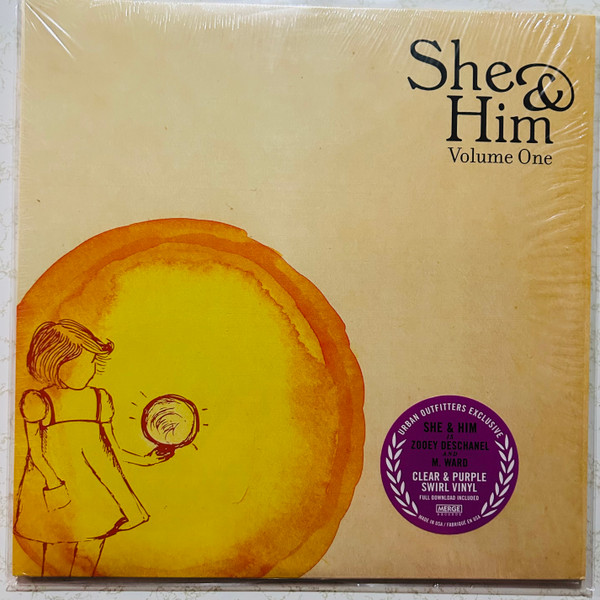 She &
Him
Volume One
URBAN OUTFITTERS EXCLUSIVE
SHE & HIM
IS
ZOOEY DESCHANEL
AND
M. WARD
CLEAR & PURPLE
SWIRL VINYL
FULL DOWNLOAD INCLUDED
MERGE
RECORDS
MADE IN USA / FABRIQUÉ EN USA